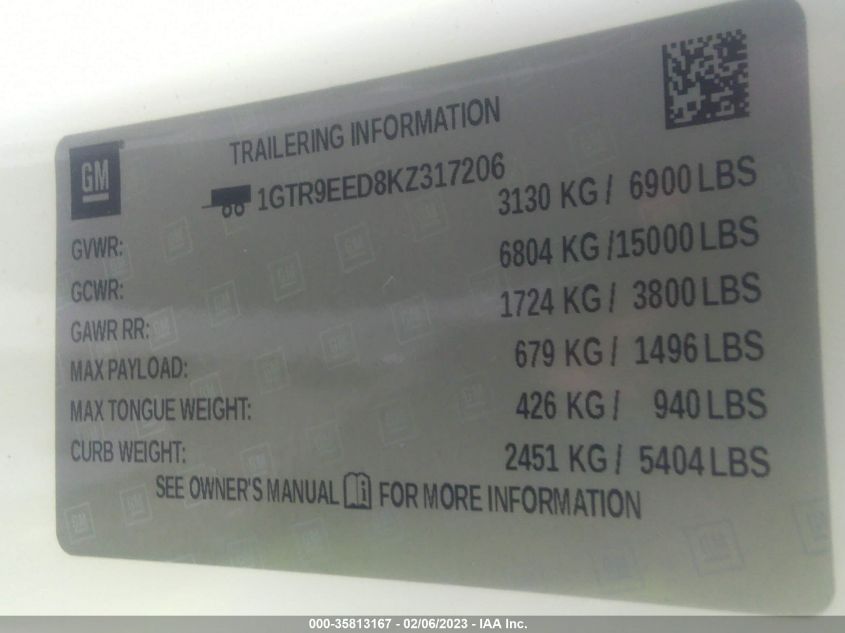 GM
TRAILERING INFORMATION
1GTR9EED8KZ317206
GVWR: 3130 KG / 6900 LBS
GCWR: 6804 KG /15000 LBS
GAWR RR: 1724 KG / 3800 LBS
MAX PAYLOAD: 679 KG / 1496 LBS
MAX TONGUE WEIGHT: 426 KG / 940 LBS
CURB WEIGHT: 2451 KG / 5404 LBS
SEE OWNER'S MANUAL i FOR MORE INFORMATION
000-35813167 - 02/06/2023 - IAA Inc.